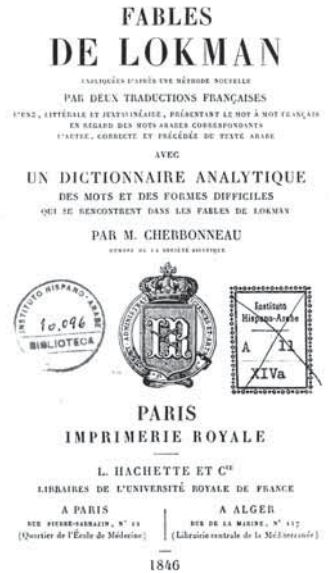 FABLES
DE LOKMAN
EXPLIQUÉES D'APRÈS UNE MÉTHODE NOUVELLE
PAR DEUX TRADUCTIONS FRANÇAISES
L'UNE, LITTÉRALE ET JUXTALINÉAIRE, PRÉSENTANT LE MOT À MOT FRANÇAIS
EN REGARD DES MOTS ARABES CORRESPONDANTS
L'AUTRE, CORRECTE ET PRÉCÉDÉE DU TEXTE ARABE
AVEC
UN DICTIONNAIRE ANALYTIQUE
DES MOTS ET DES FORMES DIFFICILES
QUI SE RENCONTRENT DANS LES FABLES DE LOKMAN
PAR M. CHERBONNEAU
MEMBRE DE LA SOCIÉTÉ ASIATIQUE
INSTITUTO HISPANO-ARABE
10.096
BIBLIOTECA
Instituto
Hispano-Arabe
A II
XIVa
PARIS
IMPRIMERIE ROYALE
L. HACHETTE ET Cie
LIBRAIRES DE L'UNIVERSITÉ ROYALE DE FRANCE
A PARIS
RUE PIERRE-SARRAZIN, N° 12
(Quartier de l'École de Médecine)
A ALGER
RUE DE LA MARINE, N° 117
(Librairie centrale de la Méditerranée)
1846